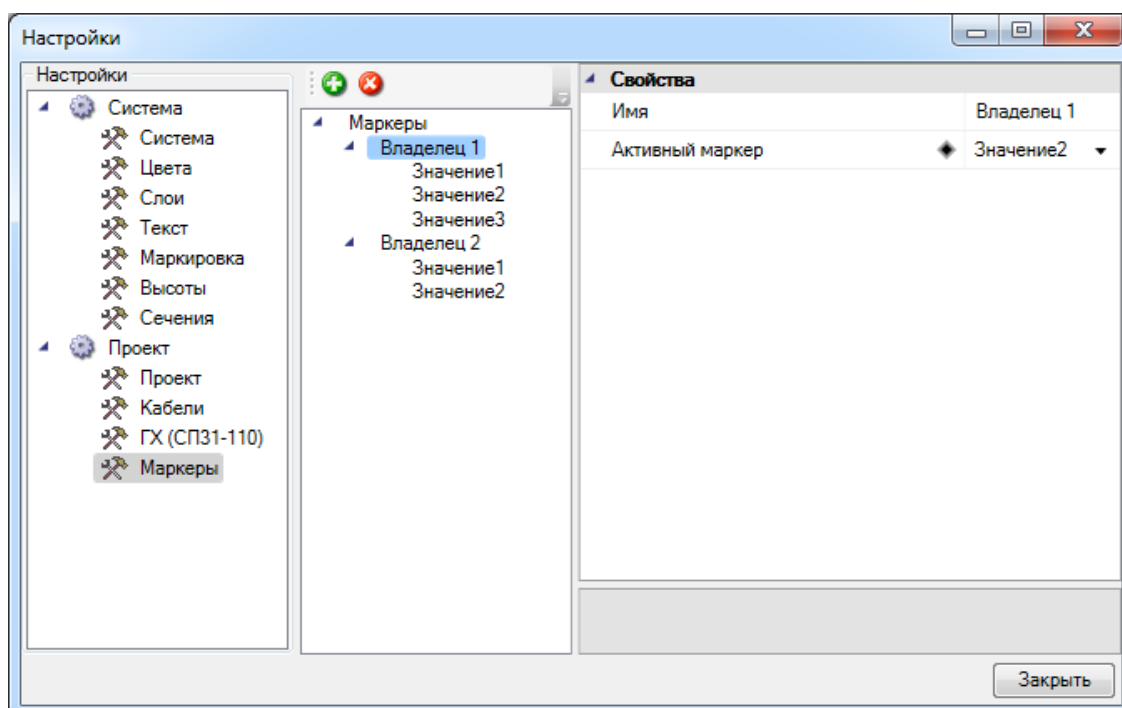 Настройки
Настройки
Система
Система
Цвета
Слои
Текст
Маркировка
Высоты
Сечения
Проект
Проект
Кабели
ГХ (СП31-110)
Маркеры
Маркеры
Владелец 1
Значение1
Значение2
Значение3
Владелец 2
Значение1
Значение2
Свойства
Имя Владелец 1
Активный маркер Значение2
Закрыть